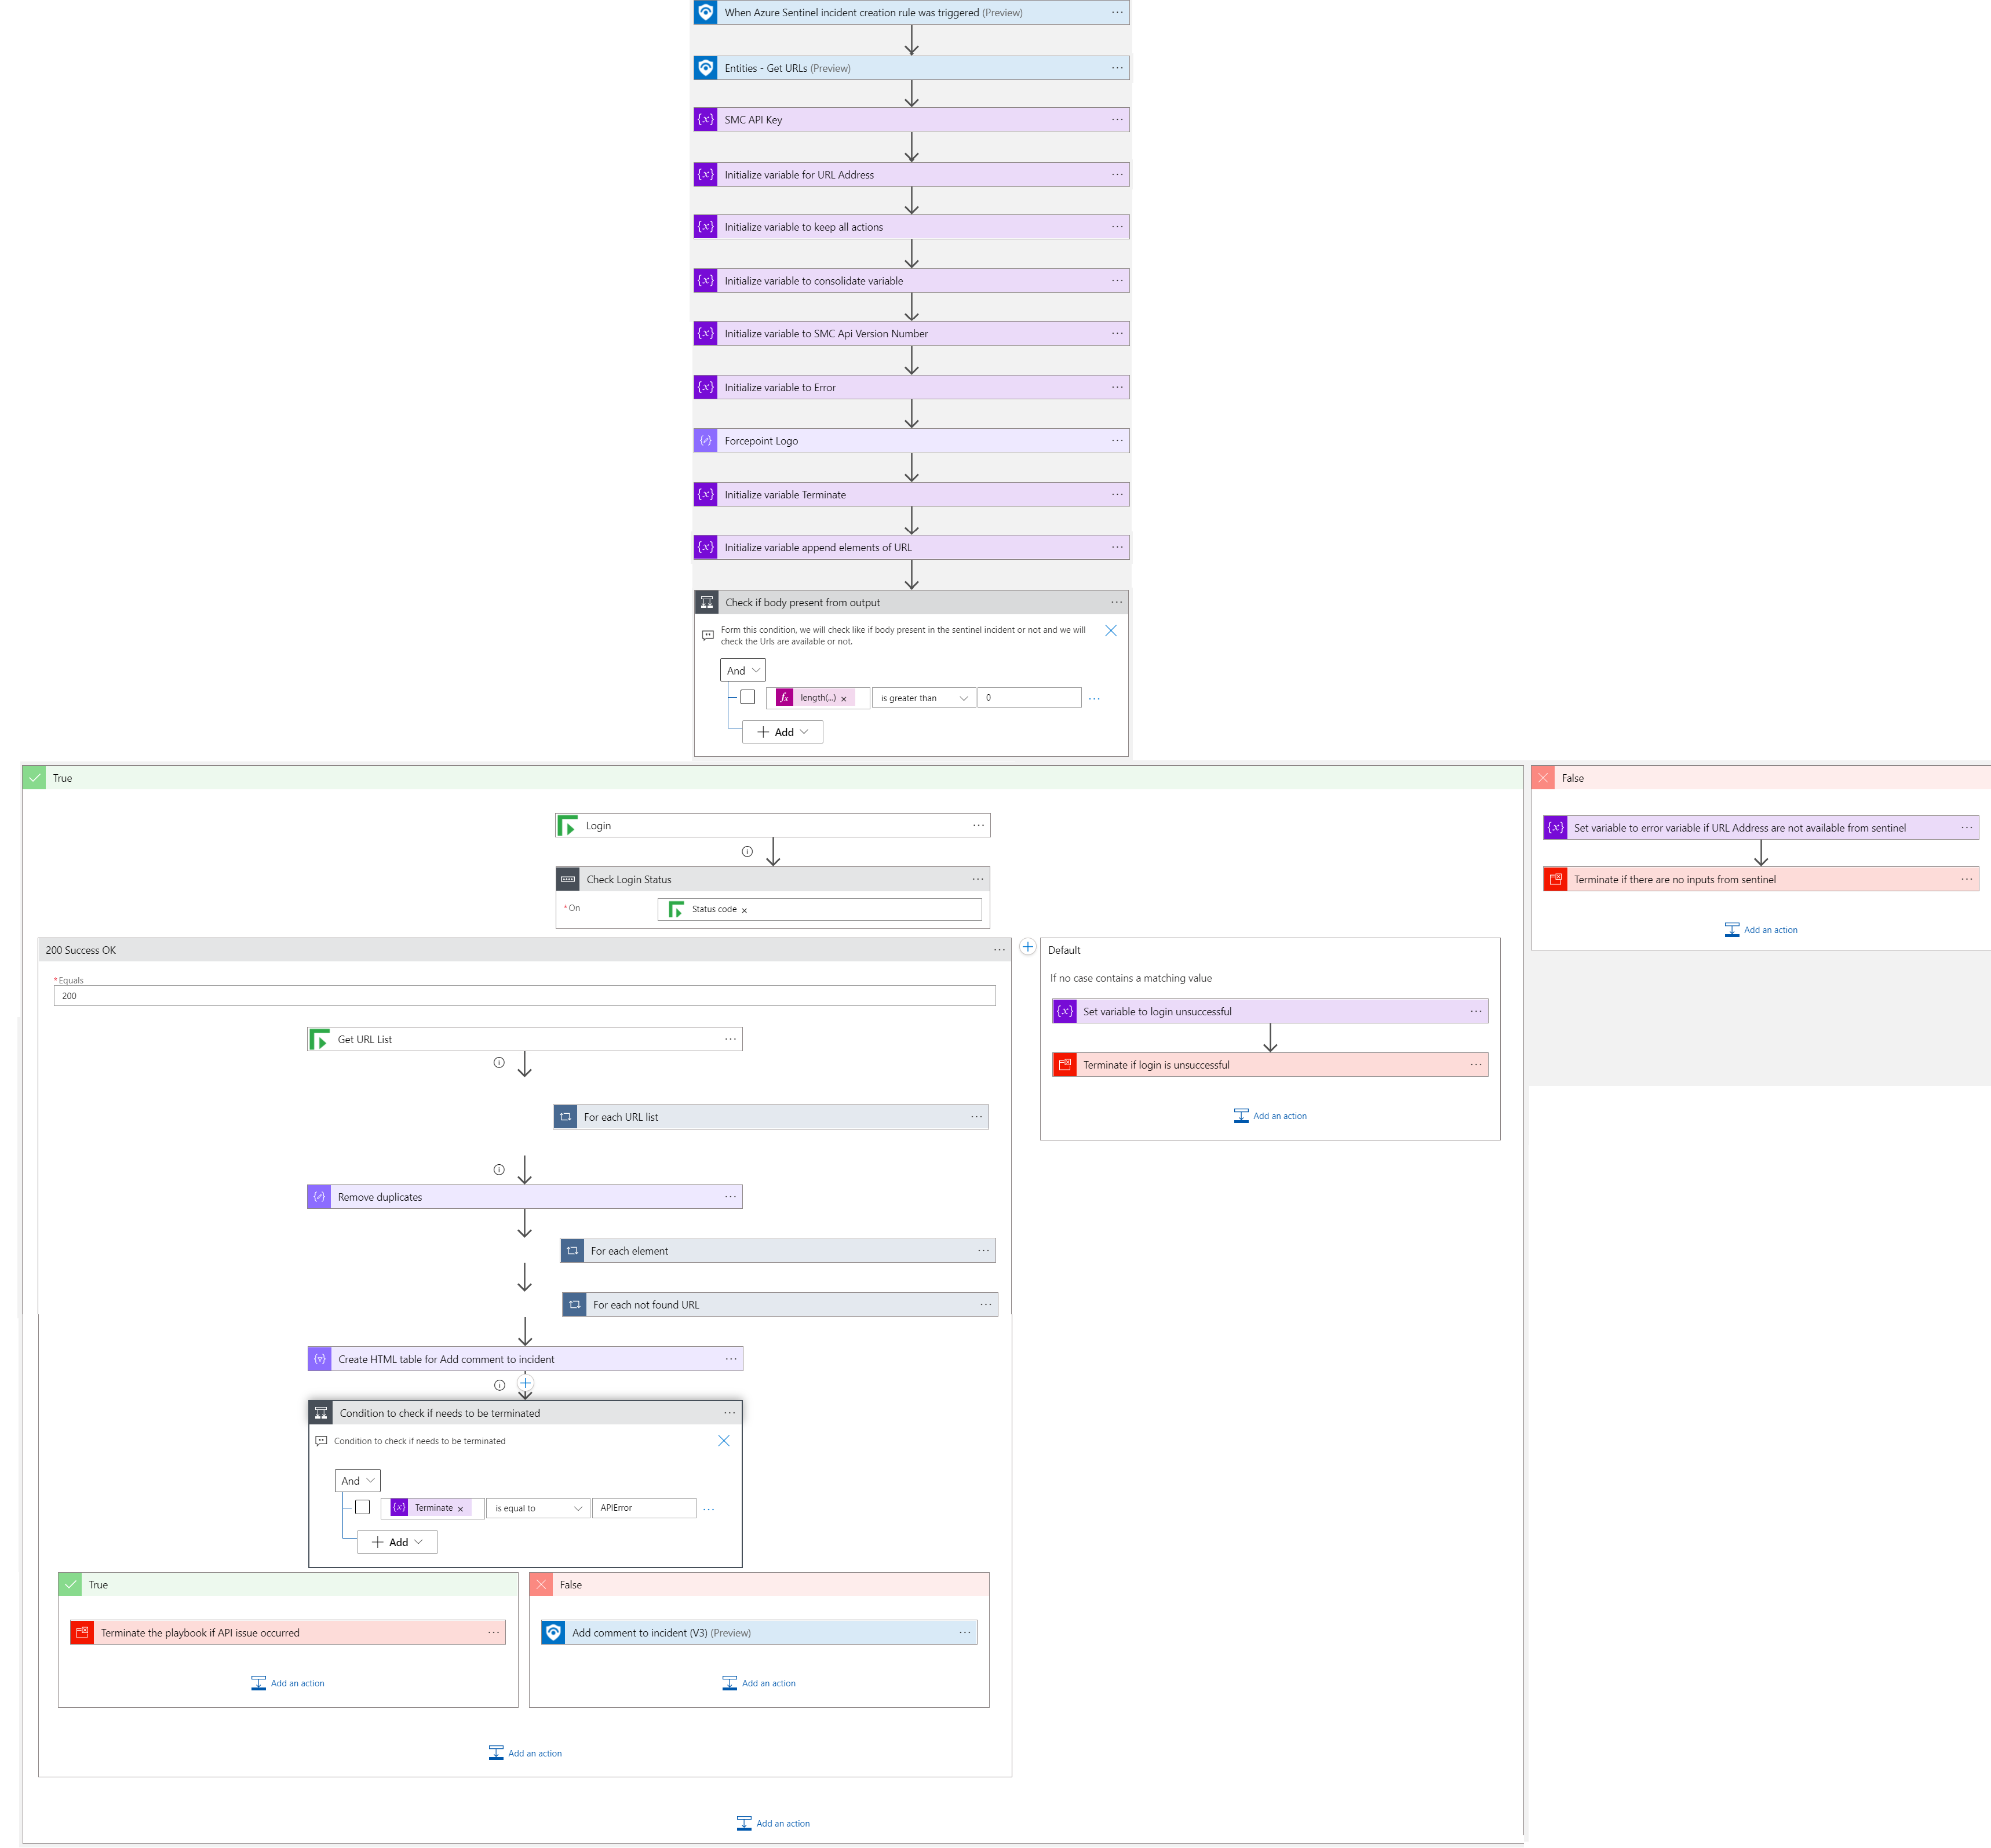 When Azure Sentinel incident creation rule was triggered (Preview)
Entities - Get URLs (Preview)
SMC API Key
Initialize variable for URL Address
Initialize variable to keep all actions
Initialize variable to consolidate variable
Initialize variable to SMC Api Version Number
Initialize variable to Error
Forcepoint Logo
Initialize variable Terminate
Initialize variable append elements of URL
Check if body present from output
Form this condition, we will check like if body present in the sentinel incident or not and we will
check the Urls are available or not.
And
length(...) × is greater than 0
Add
True
Login
Check Login Status
*On Status code ×
200 Success OK
*Equals
200
Get URL List
For each URL list
Remove duplicates
For each element
For each not found URL
Create HTML table for Add comment to incident
Condition to check if needs to be terminated
Condition to check if needs to be terminated
And
Terminate × is equal to APIError
Add
True
Terminate the playbook if API issue occurred
Add an action
False
Add comment to incident (V3) (Preview)
Add an action
Add an action
Default
If no case contains a matching value
Set variable to login unsuccessful
Terminate if login is unsuccessful
Add an action
Add an action
False
Set variable to error variable if URL Address are not available from sentinel
Terminate if there are no inputs from sentinel
Add an action